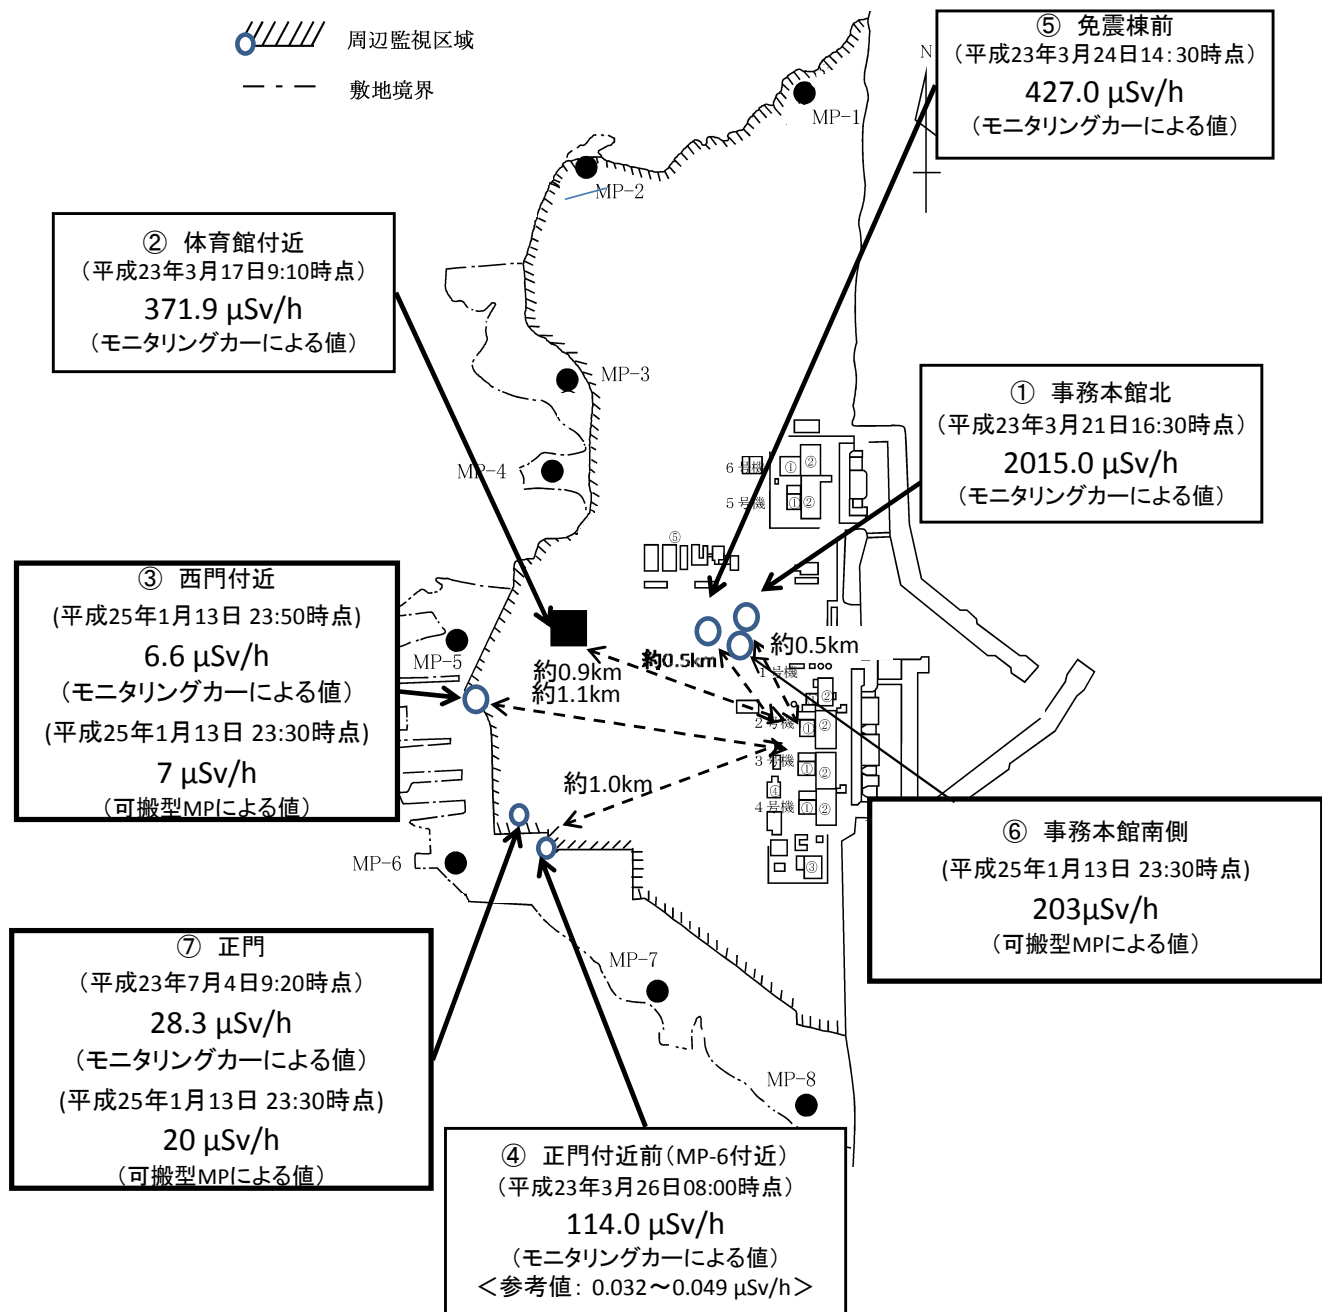 周辺監視区域
敷地境界
⑤ 免震棟前
（平成23年3月24日14:30時点）
427.0 μSv/h
（モニタリングカーによる値）
N
MP-1
MP-2
② 体育館付近
（平成23年3月17日9:10時点）
371.9 μSv/h
（モニタリングカーによる値）
MP-3
MP-4
① 事務本館北
（平成23年3月21日16:30時点）
2015.0 μSv/h
（モニタリングカーによる値）
6号機
① ②
5号機
① ②
⑤
③ 西門付近
(平成25年1月13日 23:50時点)
6.6 μSv/h
（モニタリングカーによる値）
(平成25年1月13日 23:30時点)
7 μSv/h
（可搬型MPによる値）
MP-5
約0.9km
約1.1km
約0.5km
約0.5km
1号機
②
2号機
① ②
3号機
① ②
④
4号機
① ②
③
約1.0km
MP-6
⑥ 事務本館南側
(平成25年1月13日 23:30時点)
203μSv/h
（可搬型MPによる値）
⑦ 正門
（平成23年7月4日9:20時点）
28.3 μSv/h
（モニタリングカーによる値）
(平成25年1月13日 23:30時点)
20 μSv/h
（可搬型MPによる値）
MP-7
MP-8
④ 正門付近前（MP-6付近）
（平成23年3月26日08:00時点）
114.0 μSv/h
（モニタリングカーによる値）
＜参考値: 0.032～0.049 μSv/h＞